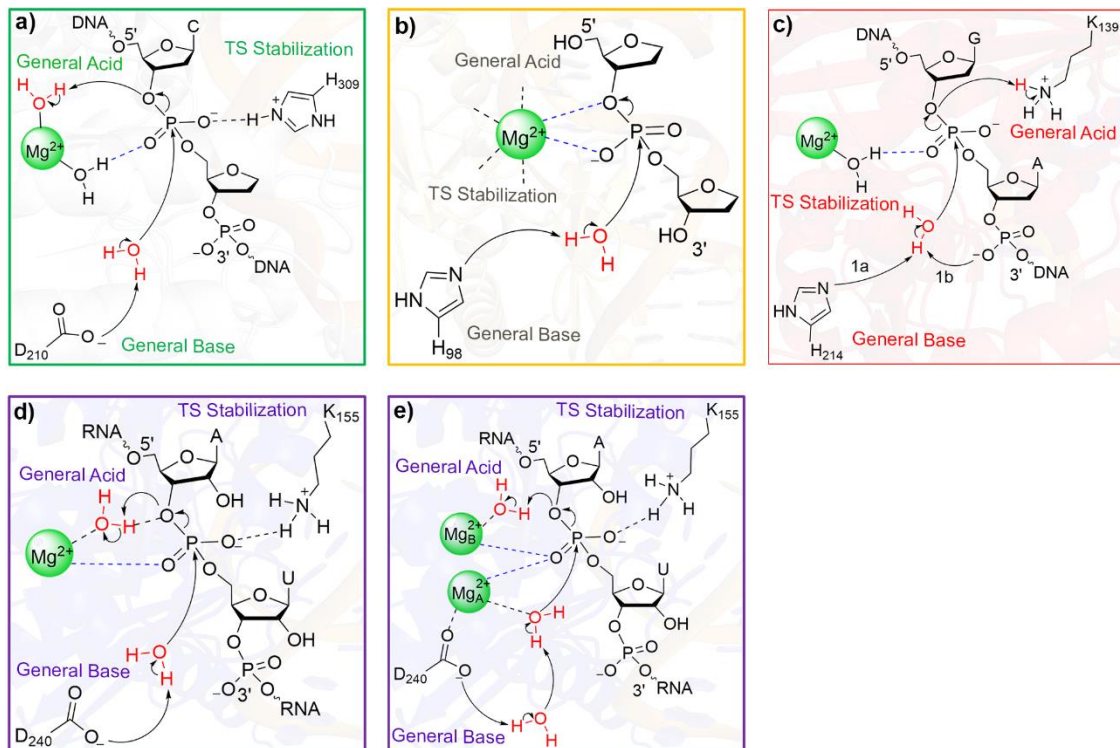 a)
DNA
5'
O
C
O
General Acid
TS Stabilization
H
H
O
H309
O
P
O−
H
N
+
NH
O
Mg2+
O
H
H
O
O
O
O
P
−O
3'
O
DNA
H
O
H
O
D210
O−
General Base
b)
5'
HO
O
General Acid
O
Mg2+
P
O
O
−
O
TS Stabilization
O
H
O
H
HO
3'
N
HN
General Base
H98
c)
DNA
5'
O
G
O
K139
O
H
+
N
H
H
General Acid
Mg2+
O
H
H
O
P
O−
O
A
O
TS Stabilization
H
O
H
O
P
O
−O
O
3'
DNA
1a
1b
N
HN
H214
General Base
d)
TS Stabilization
K155
RNA
5'
O
A
O
General Acid
H
O
H
O
OH
+
N
H
H
H
Mg2+
O
P
O−
O
U
O
O
OH
H
O
H
General Base
O
P
O
−O
O
3'
RNA
O
D240
O−
e)
TS Stabilization
K155
RNA
5'
O
A
O
General Acid
H
O
H
O
OH
+
N
H
H
H
MgB2+
O
P
O−
MgA2+
O
U
O
O
H
H
O
OH
O
D240
O−
O
P
O
−O
O
3'
RNA
H
O
H
General Base